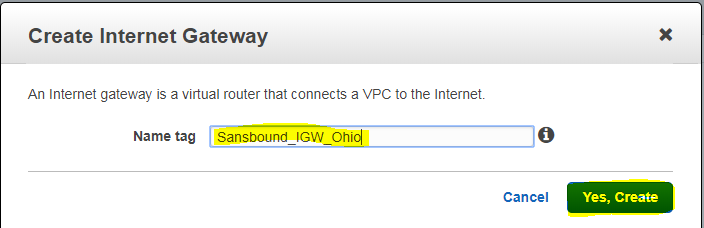 Create Internet Gateway
An Internet gateway is a virtual router that connects a VPC to the Internet.
Name tag Sansbound_IGW_Ohio
Cancel Yes, Create